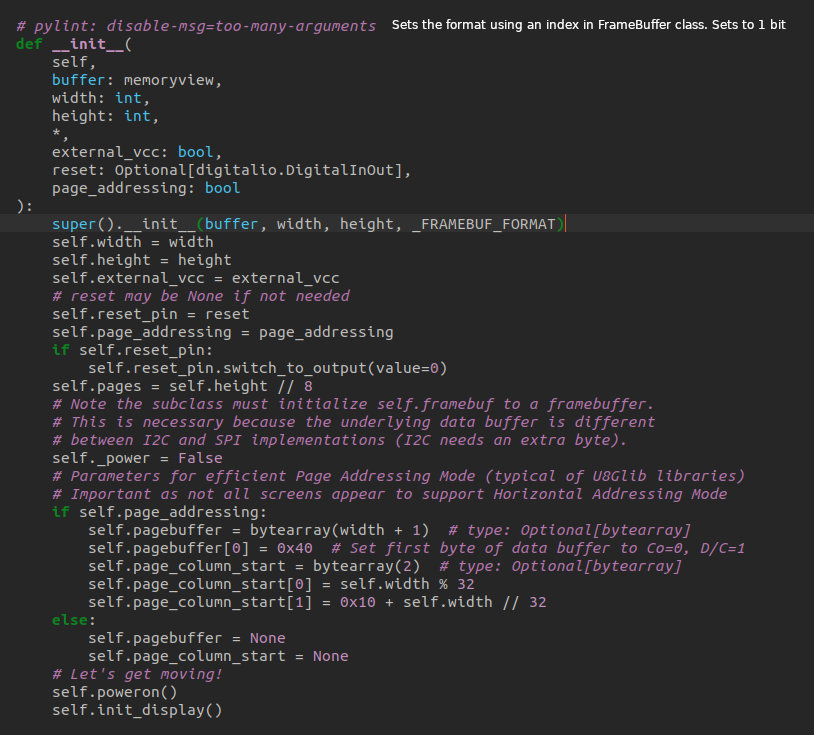 # pylint: disable-msg=too-many-arguments Sets the format using an index in FrameBuffer class. Sets to 1 bit
def __init__(
    self,
    buffer: memoryview,
    width: int,
    height: int,
    *,
    external_vcc: bool,
    reset: Optional[digitalio.DigitalInOut],
    page_addressing: bool
):
    super().__init__(buffer, width, height, _FRAMEBUF_FORMAT)
    self.width = width
    self.height = height
    self.external_vcc = external_vcc
    # reset may be None if not needed
    self.reset_pin = reset
    self.page_addressing = page_addressing
    if self.reset_pin:
        self.reset_pin.switch_to_output(value=0)
    self.pages = self.height // 8
    # Note the subclass must initialize self.framebuf to a framebuffer.
    # This is necessary because the underlying data buffer is different
    # between I2C and SPI implementations (I2C needs an extra byte).
    self._power = False
    # Parameters for efficient Page Addressing Mode (typical of U8Glib libraries)
    # Important as not all screens appear to support Horizontal Addressing Mode
    if self.page_addressing:
        self.pagebuffer = bytearray(width + 1)  # type: Optional[bytearray]
        self.pagebuffer[0] = 0x40  # Set first byte of data buffer to Co=0, D/C=1
        self.page_column_start = bytearray(2)  # type: Optional[bytearray]
        self.page_column_start[0] = self.width % 32
        self.page_column_start[1] = 0x10 + self.width // 32
    else:
        self.pagebuffer = None
        self.page_column_start = None
    # Let's get moving!
    self.poweron()
    self.init_display()